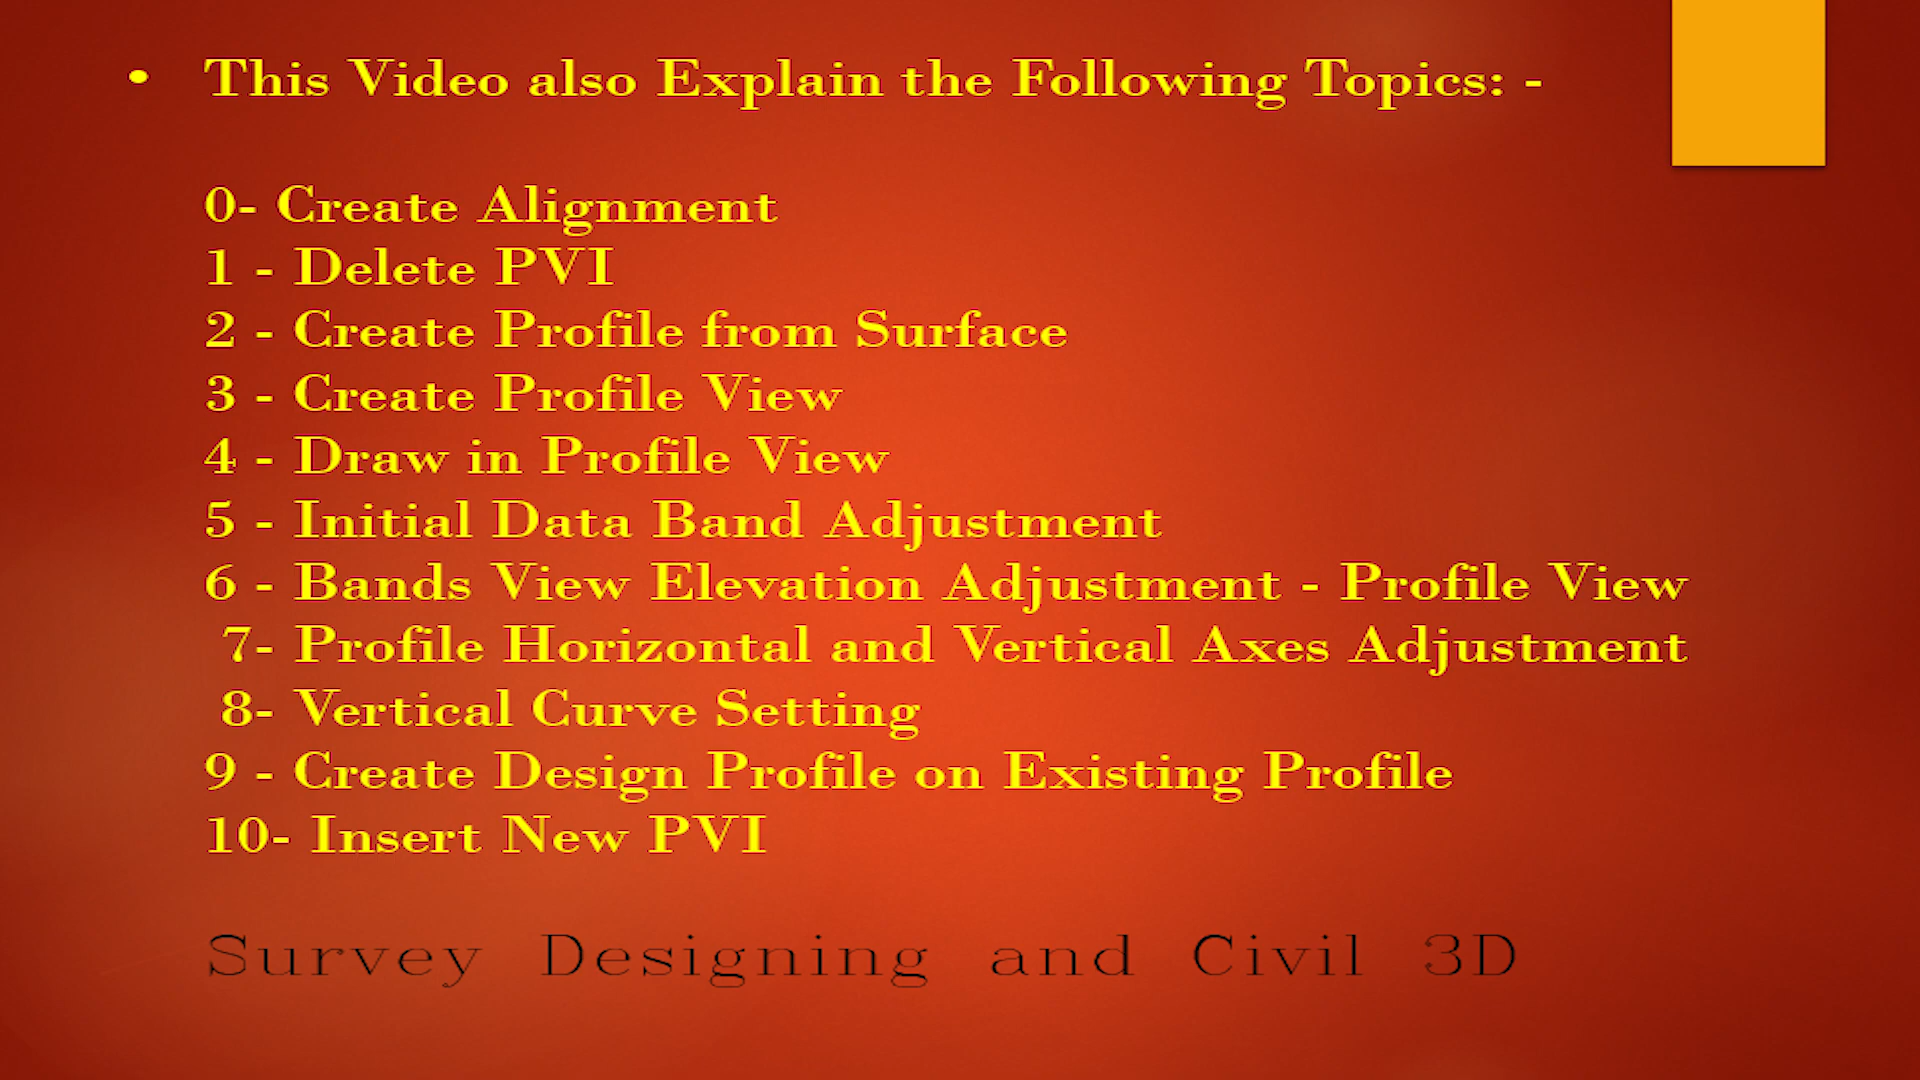 • This Video also Explain the Following Topics: -
0- Create Alignment
1 - Delete PVI
2 - Create Profile from Surface
3 - Create Profile View
4 - Draw in Profile View
5 - Initial Data Band Adjustment
6 - Bands View Elevation Adjustment - Profile View
7- Profile Horizontal and Vertical Axes Adjustment
8- Vertical Curve Setting
9 - Create Design Profile on Existing Profile
10- Insert New PVI
Survey Designing and Civil 3D